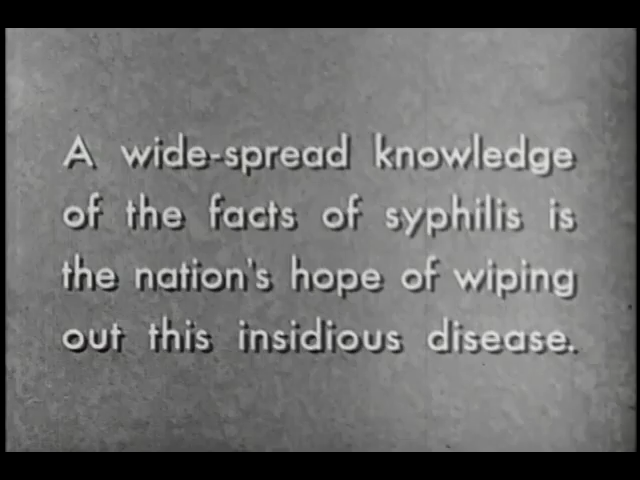 A wide-spread knowledge
of the facts of syphilis is
the nation's hope of wiping
out this insidious disease.